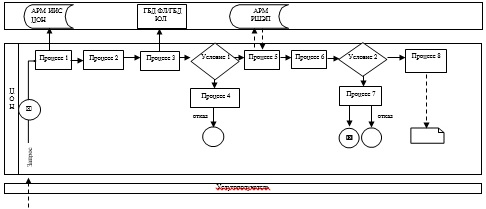 АРМ ИИС
ЦОН
ГБД ФЛ/ГБД
ЮЛ
АРМ
РШЭП
Процесс 1
Процесс 2
Процесс 3
Условие 1
Процесс 5
Процесс 6
Условие 2
Процесс 8
Процесс 4
Процесс 7
ЦОН
отказ
отказ
Запрос
Услугополучатель